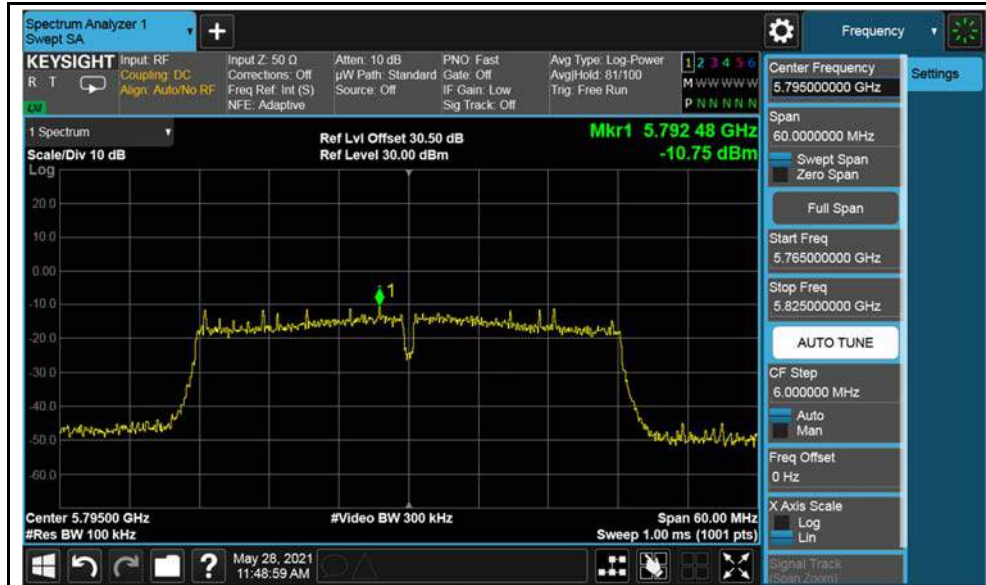 Spectrum Analyzer 1
Swept SA
Frequency
KEYSIGHT
R T
LXI
Input: RF
Coupling: DC
Align: Auto/No RF
Input Z: 50 Ω
Corrections: Off
Freq Ref: Int (S)
NFE: Adaptive
Atten: 10 dB
µW Path: Standard
Source: Off
PNO: Fast
Gate: Off
IF Gain: Low
Sig Track: Off
Avg Type: Log-Power
Avg|Hold: 81/100
Trig: Free Run
1 2 3 4 5 6
M W W W W W
P N N N N N
Center Frequency
5.795000000 GHz
Settings
Span
60.0000000 MHz
Swept Span
Zero Span
Full Span
Start Freq
5.765000000 GHz
Stop Freq
5.825000000 GHz
AUTO TUNE
CF Step
6.000000 MHz
Auto
Man
Freq Offset
0 Hz
X Axis Scale
Log
Lin
Signal Track
(Span Zoom)
1 Spectrum
Scale/Div 10 dB
Ref Lvl Offset 30.50 dB
Ref Level 30.00 dBm
Mkr1 5.792 48 GHz
-10.75 dBm
Log
20.0
10.0
0.00
-10.0
-20.0
-30.0
-40.0
-50.0
-60.0
1
Center 5.79500 GHz
#Res BW 100 kHz
#Video BW 300 kHz
Span 60.00 MHz
Sweep 1.00 ms (1001 pts)
?
May 28, 2021
11:48:59 AM